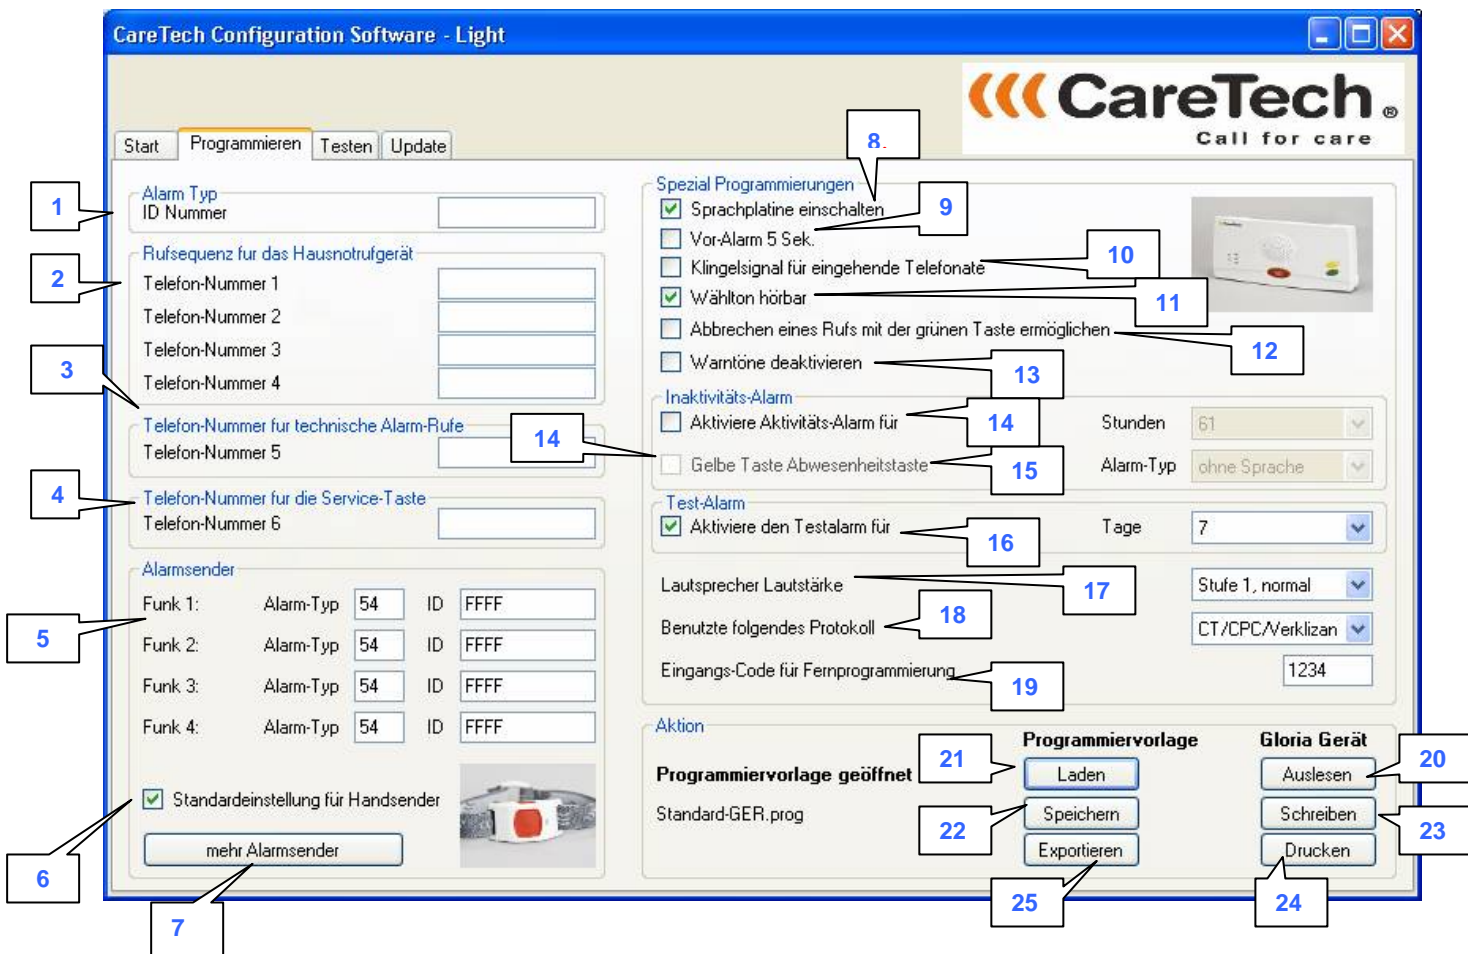 CareTech Configuration Software - Light
CareTech ®
Call for care
Start Programmieren Testen Update
8.
Alarm Typ
1 ID Nummer
Rufsequenz fur das Hausnotrufgerät
2 Telefon-Nummer 1
Telefon-Nummer 2
Telefon-Nummer 3
3
Telefon-Nummer 4
Telefon-Nummer fur technische Alarm-Rufe
Telefon-Nummer 5
4 Telefon-Nummer fur die Service-Taste
Telefon-Nummer 6
Alarmsender
Funk 1: Alarm-Typ 54 ID FFFF
5
Funk 2: Alarm-Typ 54 ID FFFF
Funk 3: Alarm-Typ 54 ID FFFF
Funk 4: Alarm-Typ 54 ID FFFF
Standardeinstellung für Handsender
6
mehr Alarmsender
7
Spezial Programmierungen
Sprachplatine einschalten 9
Vor-Alarm 5 Sek.
Klingelsignal für eingehende Telefonate 10
Wählton hörbar 11
Abbrechen eines Rufs mit der grünen Taste ermöglichen
12
Warntöne deaktivieren 13
Inaktivitäts-Alarm
Aktiviere Aktivitäts-Alarm für 14 Stunden 61
14
Gelbe Taste Abwesenheitstaste 15 Alarm-Typ ohne Sprache
Test-Alarm
Aktiviere den Testalarm für 16 Tage 7
Lautsprecher Lautstärke 17 Stufe 1, normal
Benutzte folgendes Protokoll 18 CT/CPC/Verklizan
Eingangs-Code für Fernprogrammierung 19 1234
Aktion
Programmiervorlage Gloria Gerät
Programmiervorlage geöffnet 21 Laden Auslesen 20
Standard-GER.prog 22 Speichern Schreiben 23
Exportieren Drucken
25 24